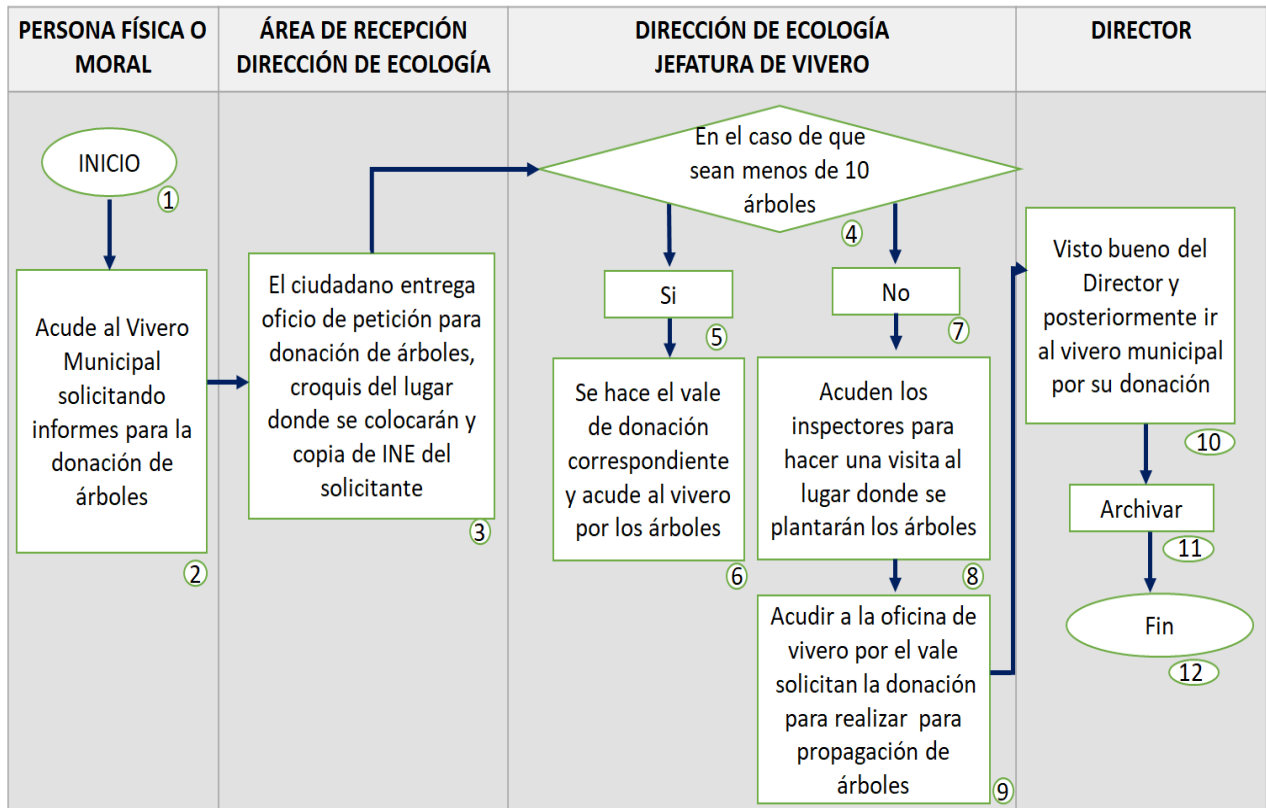 PERSONA FÍSICA O
MORAL
ÁREA DE RECEPCIÓN
DIRECCIÓN DE ECOLOGÍA
DIRECCIÓN DE ECOLOGÍA
JEFATURA DE VIVERO
DIRECTOR
INICIO
1
Acude al Vivero
Municipal
solicitando
informes para la
donación de
árboles
2
El ciudadano entrega
oficio de petición para
donación de árboles,
croquis del lugar
donde se colocarán y
copia de INE del
solicitante
3
En el caso de que
sean menos de 10
árboles
4
Si
5
Se hace el vale
de donación
correspondiente
y acude al vivero
por los árboles
6
No
7
Acuden los
inspectores para
hacer una visita al
lugar donde se
plantarán los árboles
8
Acudir a la oficina de
vivero por el vale
solicitan la donación
para realizar para
propagación de
árboles
9
Visto bueno del
Director y
posteriormente ir
al vivero municipal
por su donación
10
Archivar
11
Fin
12